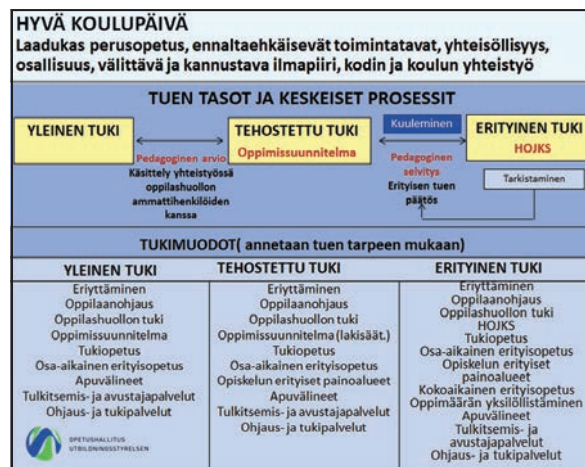 HYVÄ KOULUPÄIVÄ
Laadukas perusopetus, ennaltaehkäisevät toimintatavat, yhteisöllisyys,
osallisuus, välittävä ja kannustava ilmapiiri, kodin ja koulun yhteistyö
TUEN TASOT JA KESKEISET PROSESSIT
YLEINEN TUKI
Pedagoginen arvio
Käsittely yhteistyössä
oppilashuollon
ammattihenkilöiden
kanssa
TEHOSTETTU TUKI
Oppimissuunnitelma
Kuuleminen
Pedagoginen
selvitys
Erityisen tuen
päätös
ERITYINEN TUKI
HOJKS
Tarkistaminen
TUKIMUODOT( annetaan tuen tarpeen mukaan)
YLEINEN TUKI
Eriyttäminen
Oppilaanohjaus
Oppilashuollon tuki
Oppimissuunnitelma
Tukiopetus
Osa-aikainen erityisopetus
Apuvälineet
Tulkitsemis- ja avustajapalvelut
Ohjaus- ja tukipalvelut
TEHOSTETTU TUKI
Eriyttäminen
Oppilaanohjaus
Oppilashuollon tuki
Oppimissuunnitelma (lakisäät.)
Tukiopetus
Osa-aikainen erityisopetus
Opiskelun erityiset painoalueet
Apuvälineet
Tulkitsemis- ja avustajapalvelut
Ohjaus- ja tukipalvelut
ERITYINEN TUKI
Eriyttäminen
Oppilaanohjaus
Oppilashuollon tuki
HOJKS
Tukiopetus
Osa-aikainen erityisopetus
Opiskelun erityiset
painoalueet
Kokoaikainen erityisopetus
Oppimäärän yksilöllistäminen
Apuvälineet
Tulkitsemis- ja
avustajapalvelut
Ohjaus- ja tukipalvelut
OPETUSHALLITUS
UTBILDNINGSSTYRELSEN